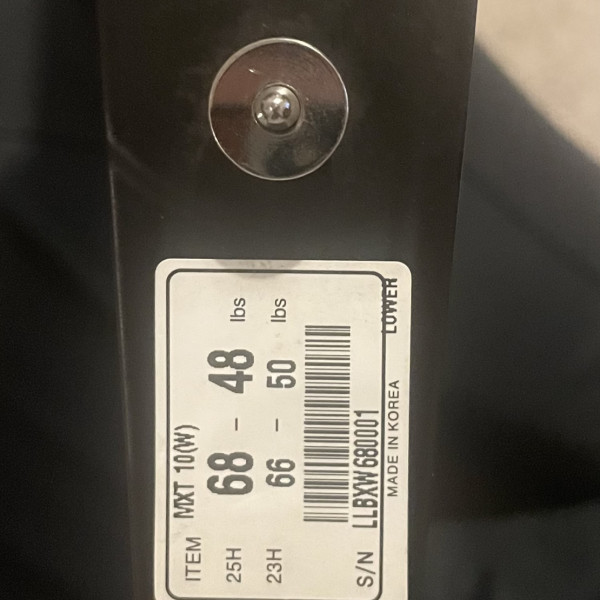 ITEM MXT 10(W)
25H 68 - 48 lbs
23H 66 - 50 lbs
S/N LLBXW680001
MADE IN KOREA LOWER